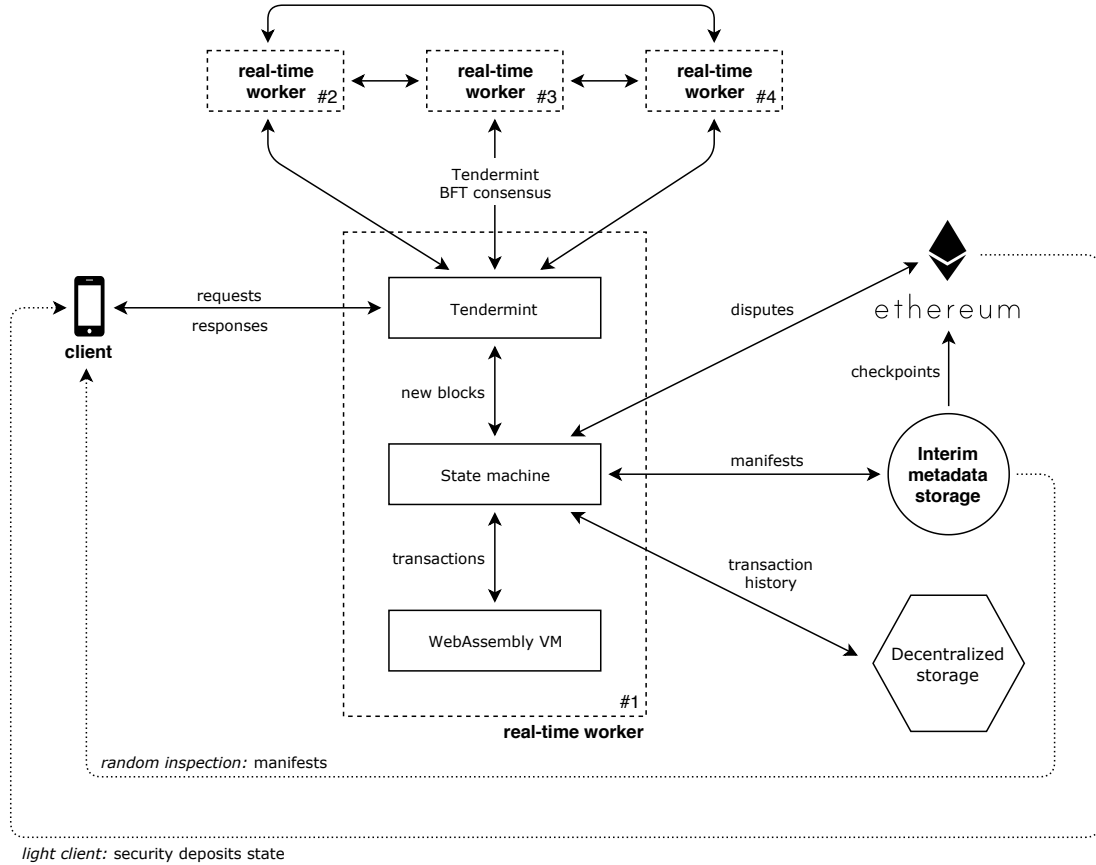 real-time
worker
#2
real-time
worker
#3
real-time
worker
#4
Tendermint
BFT consensus
requests
responses
client
Tendermint
disputes
ethereum
checkpoints
new blocks
State machine
manifests
Interim
metadata
storage
transactions
transaction
history
WebAssembly VM
Decentralized
storage
#1
real-time worker
random inspection: manifests
light client: security deposits state